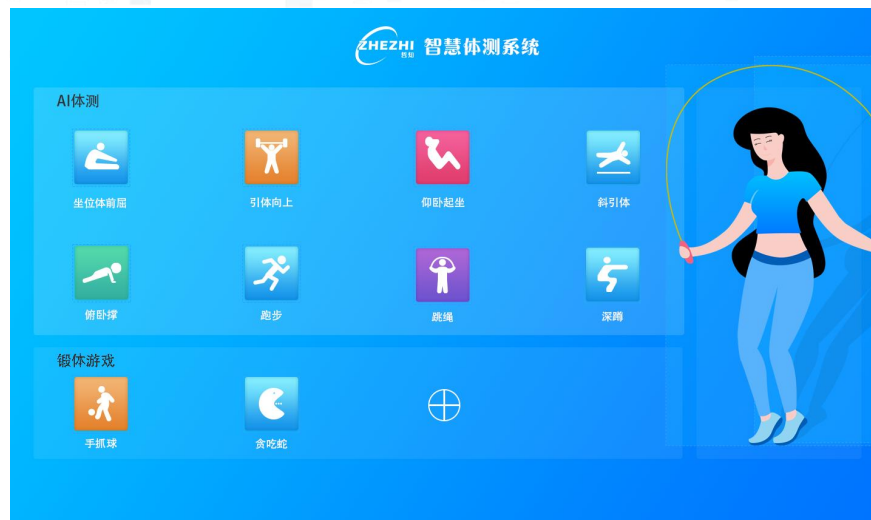 ZHEZHI 哲知 智慧体测系统
AI体测
坐位体前屈 引体向上 仰卧起坐 斜引体
俯卧撑 跑步 跳绳 深蹲
锻体游戏
手抓球 贪吃蛇